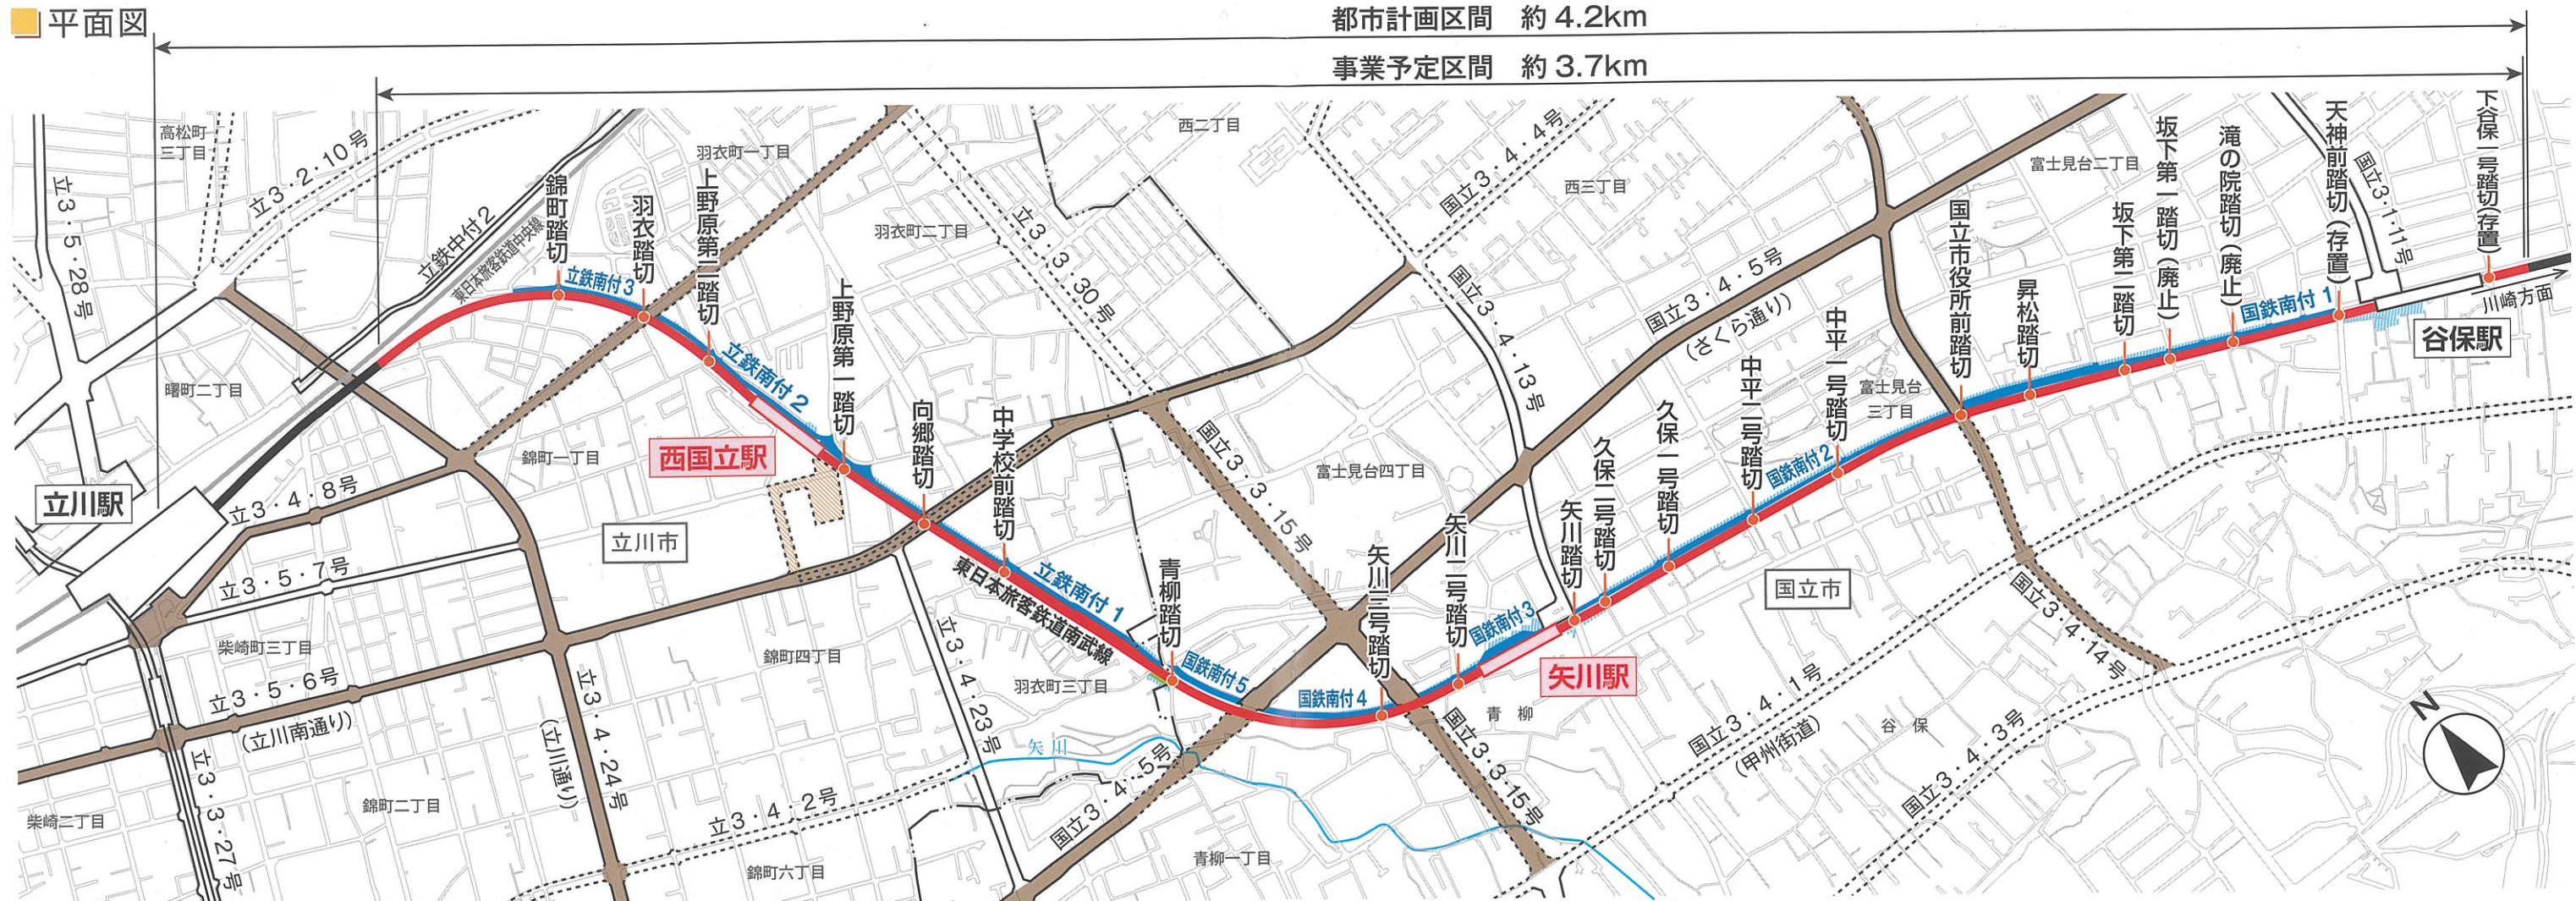 平面図
都市計画区間 約4.2km
事業予定区間 約3.7km
高松町三丁目
立3・2・10号
立3・5・28号
立鉄中付2
東日本旅客鉄道中央線
錦町踏切
立鉄南付3
羽衣踏切
羽衣町一丁目
上野原第二踏切
立鉄南付2
上野原第一踏切
羽衣町二丁目
西二丁目
立3・3・30号
国立3・4・4号
西三丁目
国立3・4・13号
国立3・4・5号
(さくら通り)
富士見台二丁目
国立市役所前踏切
昇松踏切
坂下第二踏切
坂下第一踏切(廃止)
滝の院踏切(廃止)
国鉄南付1
天神前踏切(存置)
国立3・1・11号
下谷保一号踏切(存置)
川崎方面
谷保駅
曙町二丁目
錦町一丁目
立川駅
立3・4・8号
立3・5・7号
柴崎町三丁目
立3・5・6号
(立川南通り)
立川市
西国立駅
向郷踏切
中学校前踏切
立鉄南付1
東日本旅客鉄道南武線
青柳踏切
国鉄南付5
国立3・3・15号
富士見台四丁目
国鉄南付4
矢川三号踏切
矢川二号踏切
国鉄南付3
矢川踏切
矢川駅
久保二号踏切
久保一号踏切
中平二号踏切
国鉄南付2
中平一号踏切
富士見台三丁目
国立市
国立3・4・14号
国立3・4・1号
(甲州街道)
谷保
国立3・4・3号
N
青柳
国立3・3・15号
羽衣町三丁目
矢川
立3・4・23号
錦町四丁目
立3・4・24号
(立川通り)
立3・3・27号
柴崎二丁目
錦町二丁目
立3・4・2号
錦町六丁目
国立3・4・5号
青柳一丁目